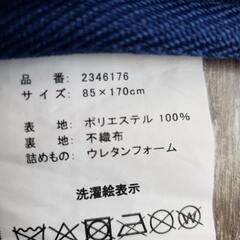 品　番：2346176
サイズ：85×170cm
表　地：ポリエステル 100%
裏　地：不織布
詰めもの：ウレタンフォーム
洗濯絵表示